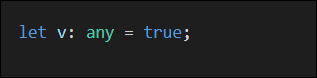 let v: any = true;